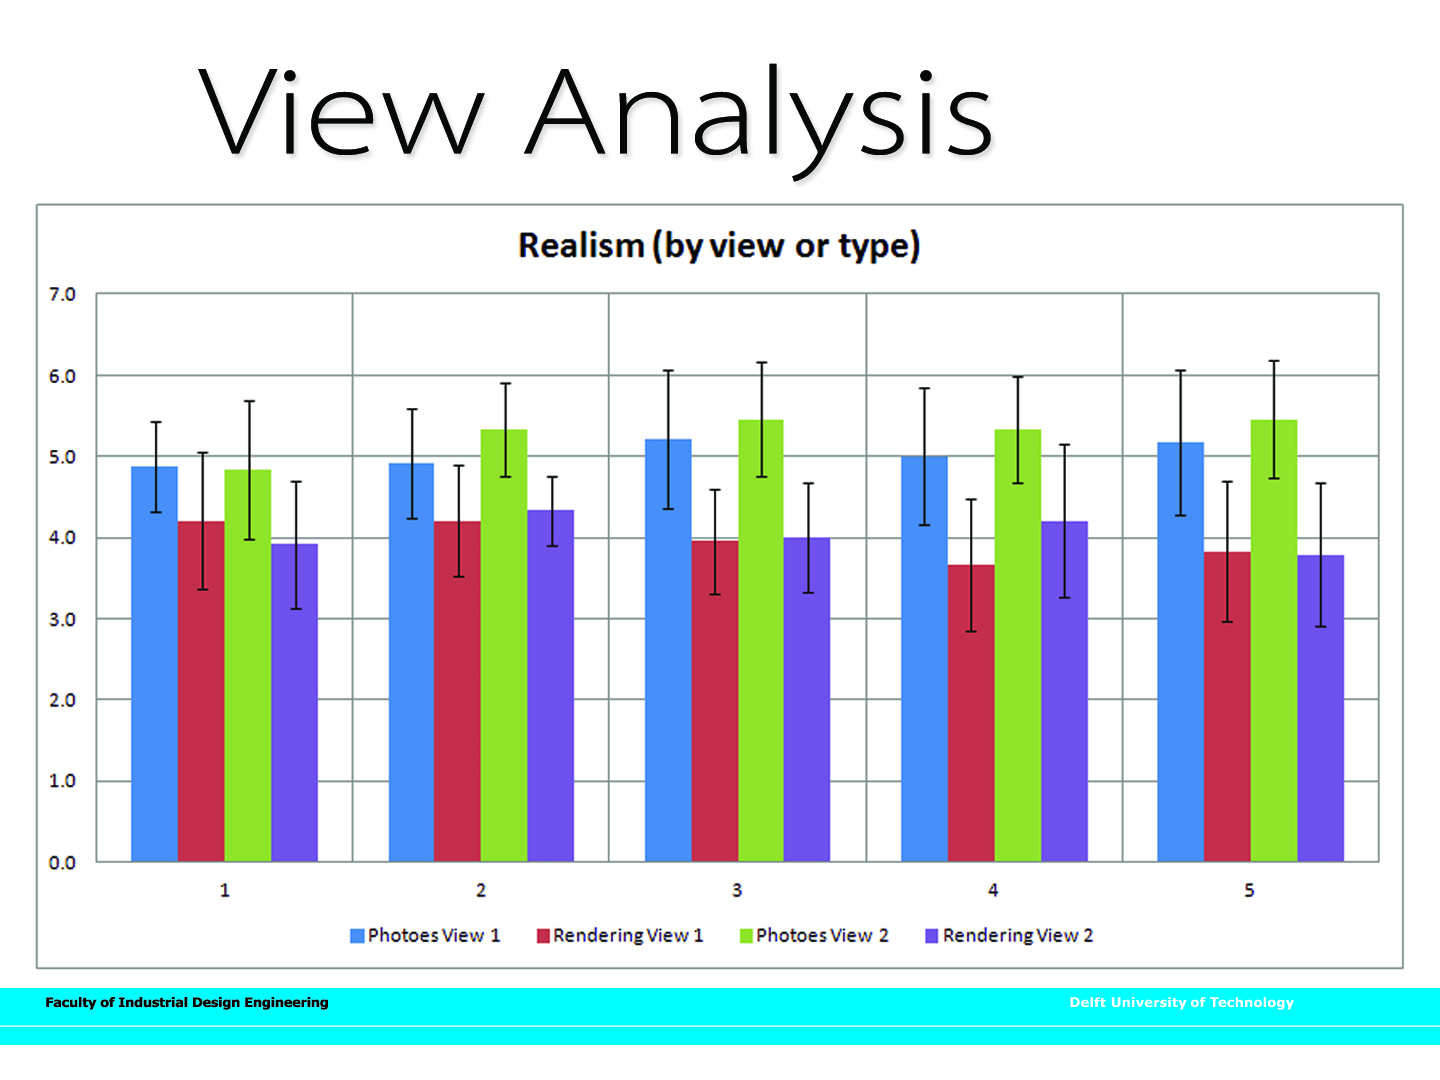 View Analysis
Realism (by view or type)
7.0
6.0
5.0
4.0
3.0
2.0
1.0
0.0
1 2 3 4 5
Photoes View 1 Rendering View 1 Photoes View 2 Rendering View 2
Faculty of Industrial Design Engineering Delft University of Technology